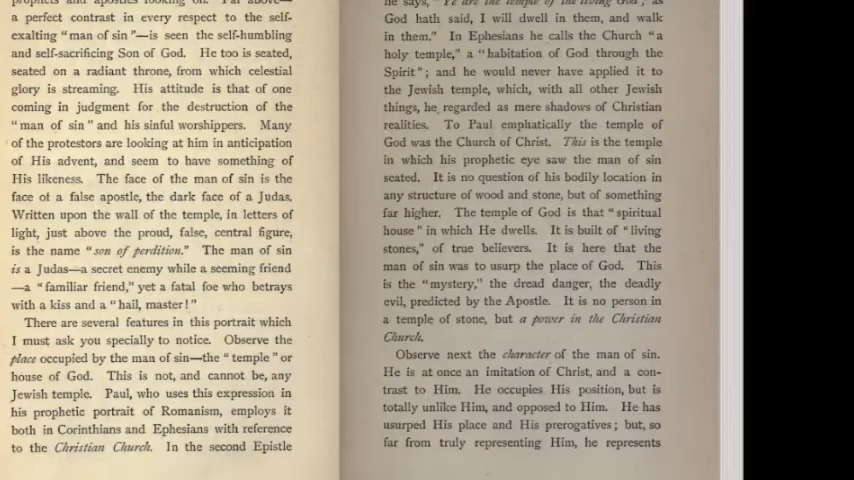 prophets and apostles looking on. Far above—
a perfect contrast in every respect to the self-
exalting "man of sin"—is seen the self-humbling
and self-sacrificing Son of God. He too is seated,
seated on a radiant throne, from which celestial
glory is streaming. His attitude is that of one
coming in judgment for the destruction of the
"man of sin" and his sinful worshippers. Many
of the protestors are looking at him in anticipation
of His advent, and seem to have something of
His likeness. The face of the man of sin is the
face of a false apostle, the dark face of a Judas.
Written upon the wall of the temple, in letters of
light, just above the proud, false, central figure,
is the name "son of perdition." The man of sin
is a Judas—a secret enemy while a seeming friend
—a "familiar friend," yet a fatal foe who betrays
with a kiss and a "hail, master!"
There are several features in this portrait which
I must ask you specially to notice. Observe the
place occupied by the man of sin—the "temple" or
house of God. This is not, and cannot be, any
Jewish temple. Paul, who uses this expression in
his prophetic portrait of Romanism, employs it
both in Corinthians and Ephesians with reference
to the Christian Church. In the second Epistle
he says, "Ye are the temple of the living God; as
God hath said, I will dwell in them, and walk
in them." In Ephesians he calls the Church "a
holy temple," a "habitation of God through the
Spirit"; and he would never have applied it to
the Jewish temple, which, with all other Jewish
things, he regarded as mere shadows of Christian
realities. To Paul emphatically the temple of
God was the Church of Christ. This is the temple
in which his prophetic eye saw the man of sin
seated. It is no question of his bodily location in
any structure of wood and stone, but of something
far higher. The temple of God is that "spiritual
house" in which He dwells. It is built of "living
stones," of true believers. It is here that the
man of sin was to usurp the place of God. This
is the "mystery," the dread danger, the deadly
evil, predicted by the Apostle. It is no person in
a temple of stone, but a power in the Christian
Church.
Observe next the character of the man of sin.
He is at once an imitation of Christ, and a con-
trast to Him. He occupies His position, but is
totally unlike Him, and opposed to Him. He has
usurped His place and His prerogatives; but, so
far from truly representing Him, he represents